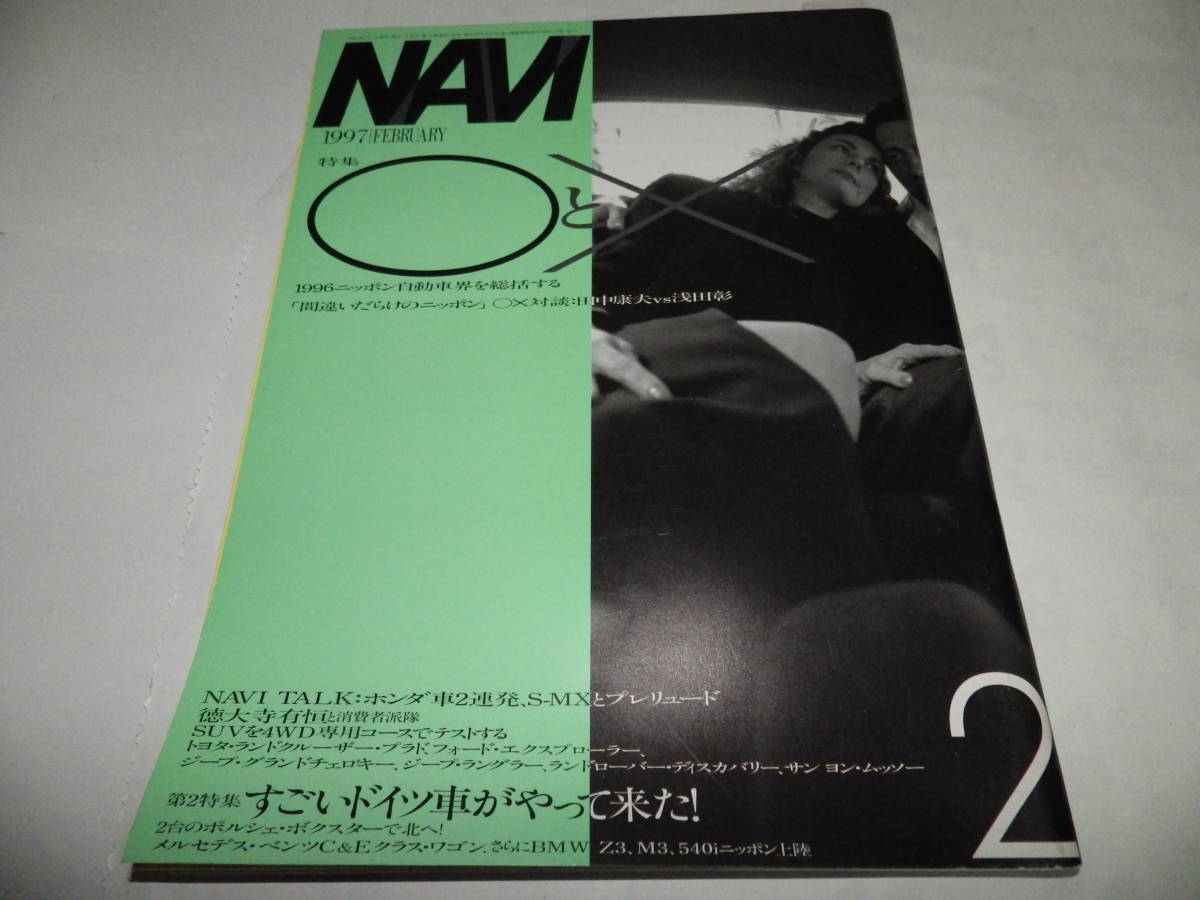 NAVI
1997/FEBRUARY
特集
○と×
1996ニッポン自動車界を総括する
「間違いだらけのニッポン」○×対談:田中康夫vs浅田彰
NAVI TALK:ホンダ車2連発、S-MXとプレリュード
徳大寺有恒と消費者派隊
SUVを4WD専用コースでテストする
トヨタ・ランドクルーザー・プラド、フォード・エクスプローラー、
ジープ・グランドチェロキー、ジープ・ラングラー、ランドローバー・ディスカバリー、サンヨン・ムッソー
第2特集 すごいドイツ車がやって来た!
2台のポルシェ・ボクスターで北へ!
メルセデス・ベンツC&Eクラス・ワゴン、さらにBMW Z3、M3、540iニッポン上陸
2